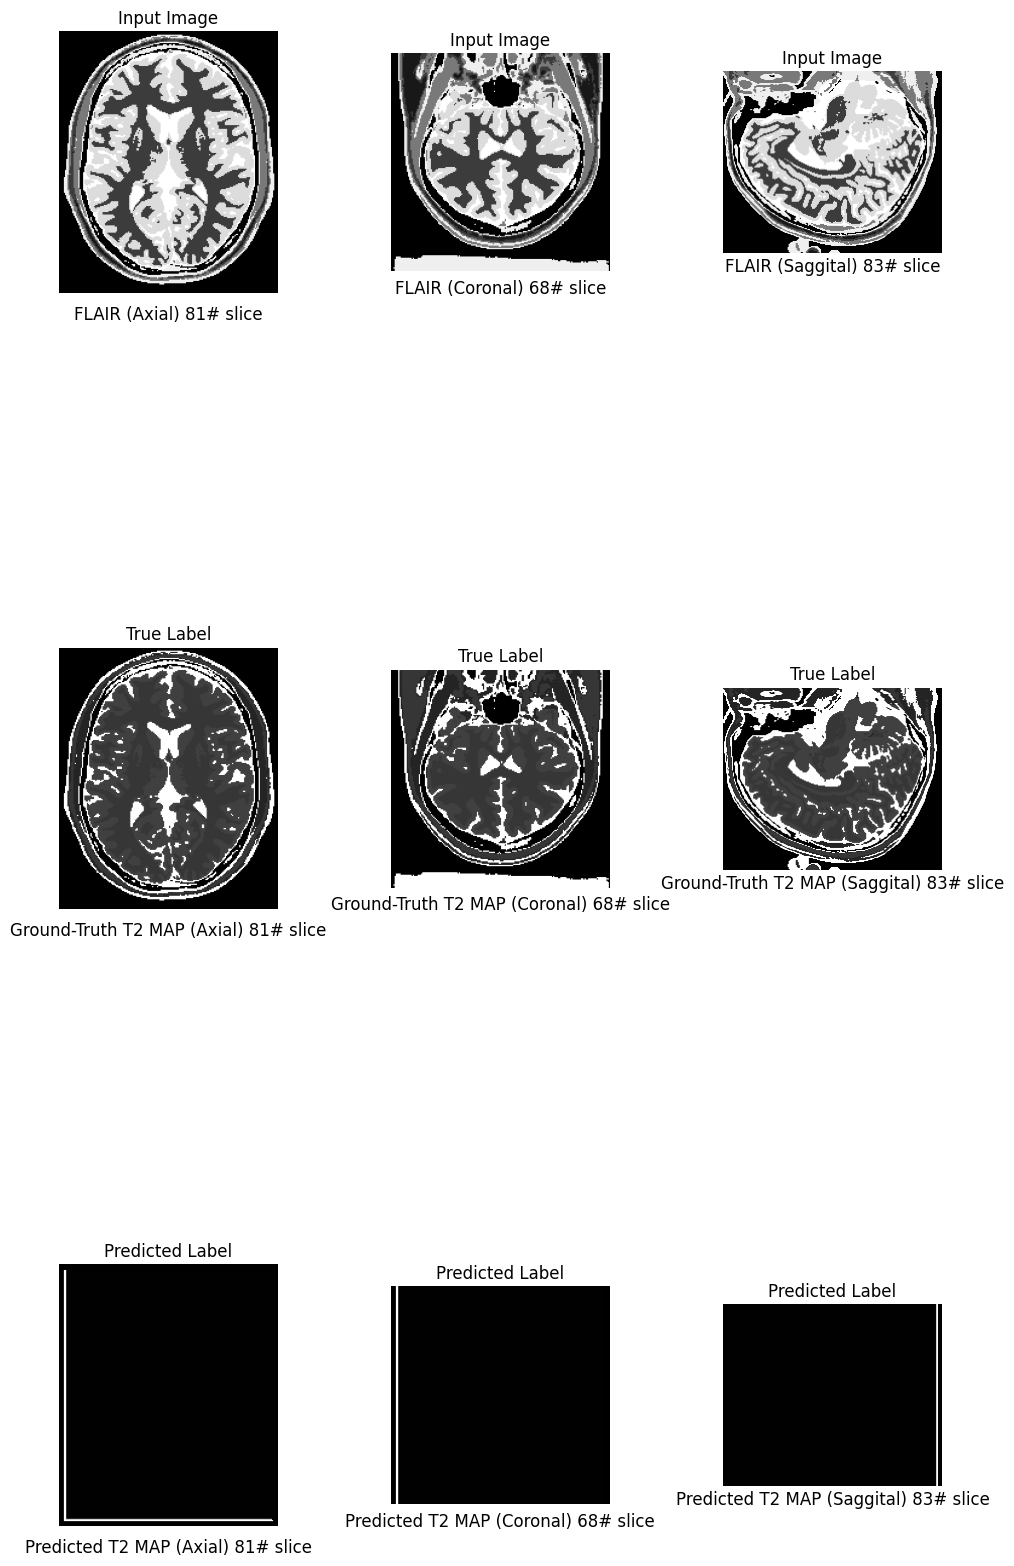 Input Image
Input Image
Input Image
FLAIR (Axial) 81# slice
FLAIR (Coronal) 68# slice
FLAIR (Saggital) 83# slice
True Label
True Label
True Label
Ground-Truth T2 MAP (Axial) 81# slice
Ground-Truth T2 MAP (Coronal) 68# slice
Ground-Truth T2 MAP (Saggital) 83# slice
Predicted Label
Predicted Label
Predicted Label
Predicted T2 MAP (Axial) 81# slice
Predicted T2 MAP (Coronal) 68# slice
Predicted T2 MAP (Saggital) 83# slice